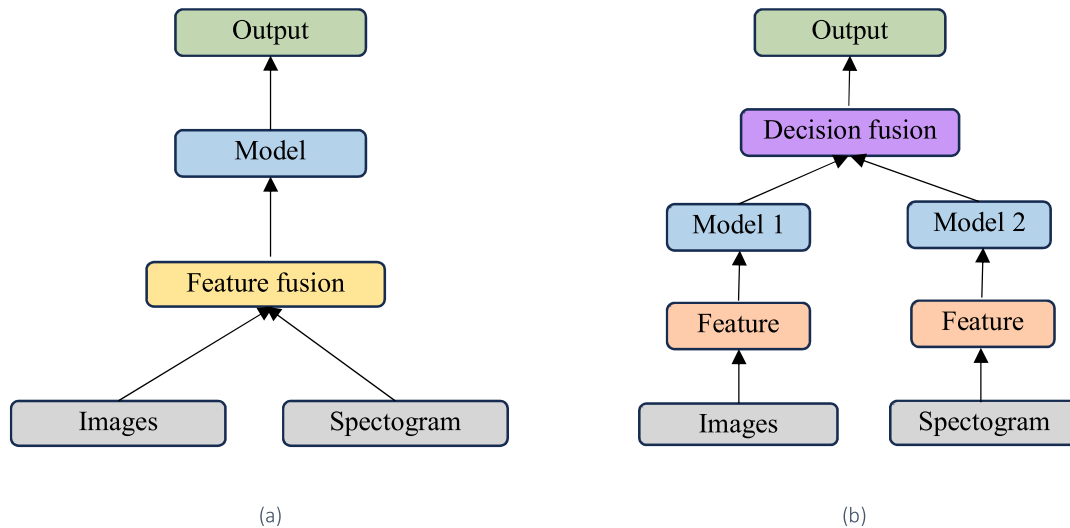 Output
Model
Feature fusion
Images
Spectogram
(a)
Output
Decision fusion
Model 1
Model 2
Feature
Feature
Images
Spectogram
(b)